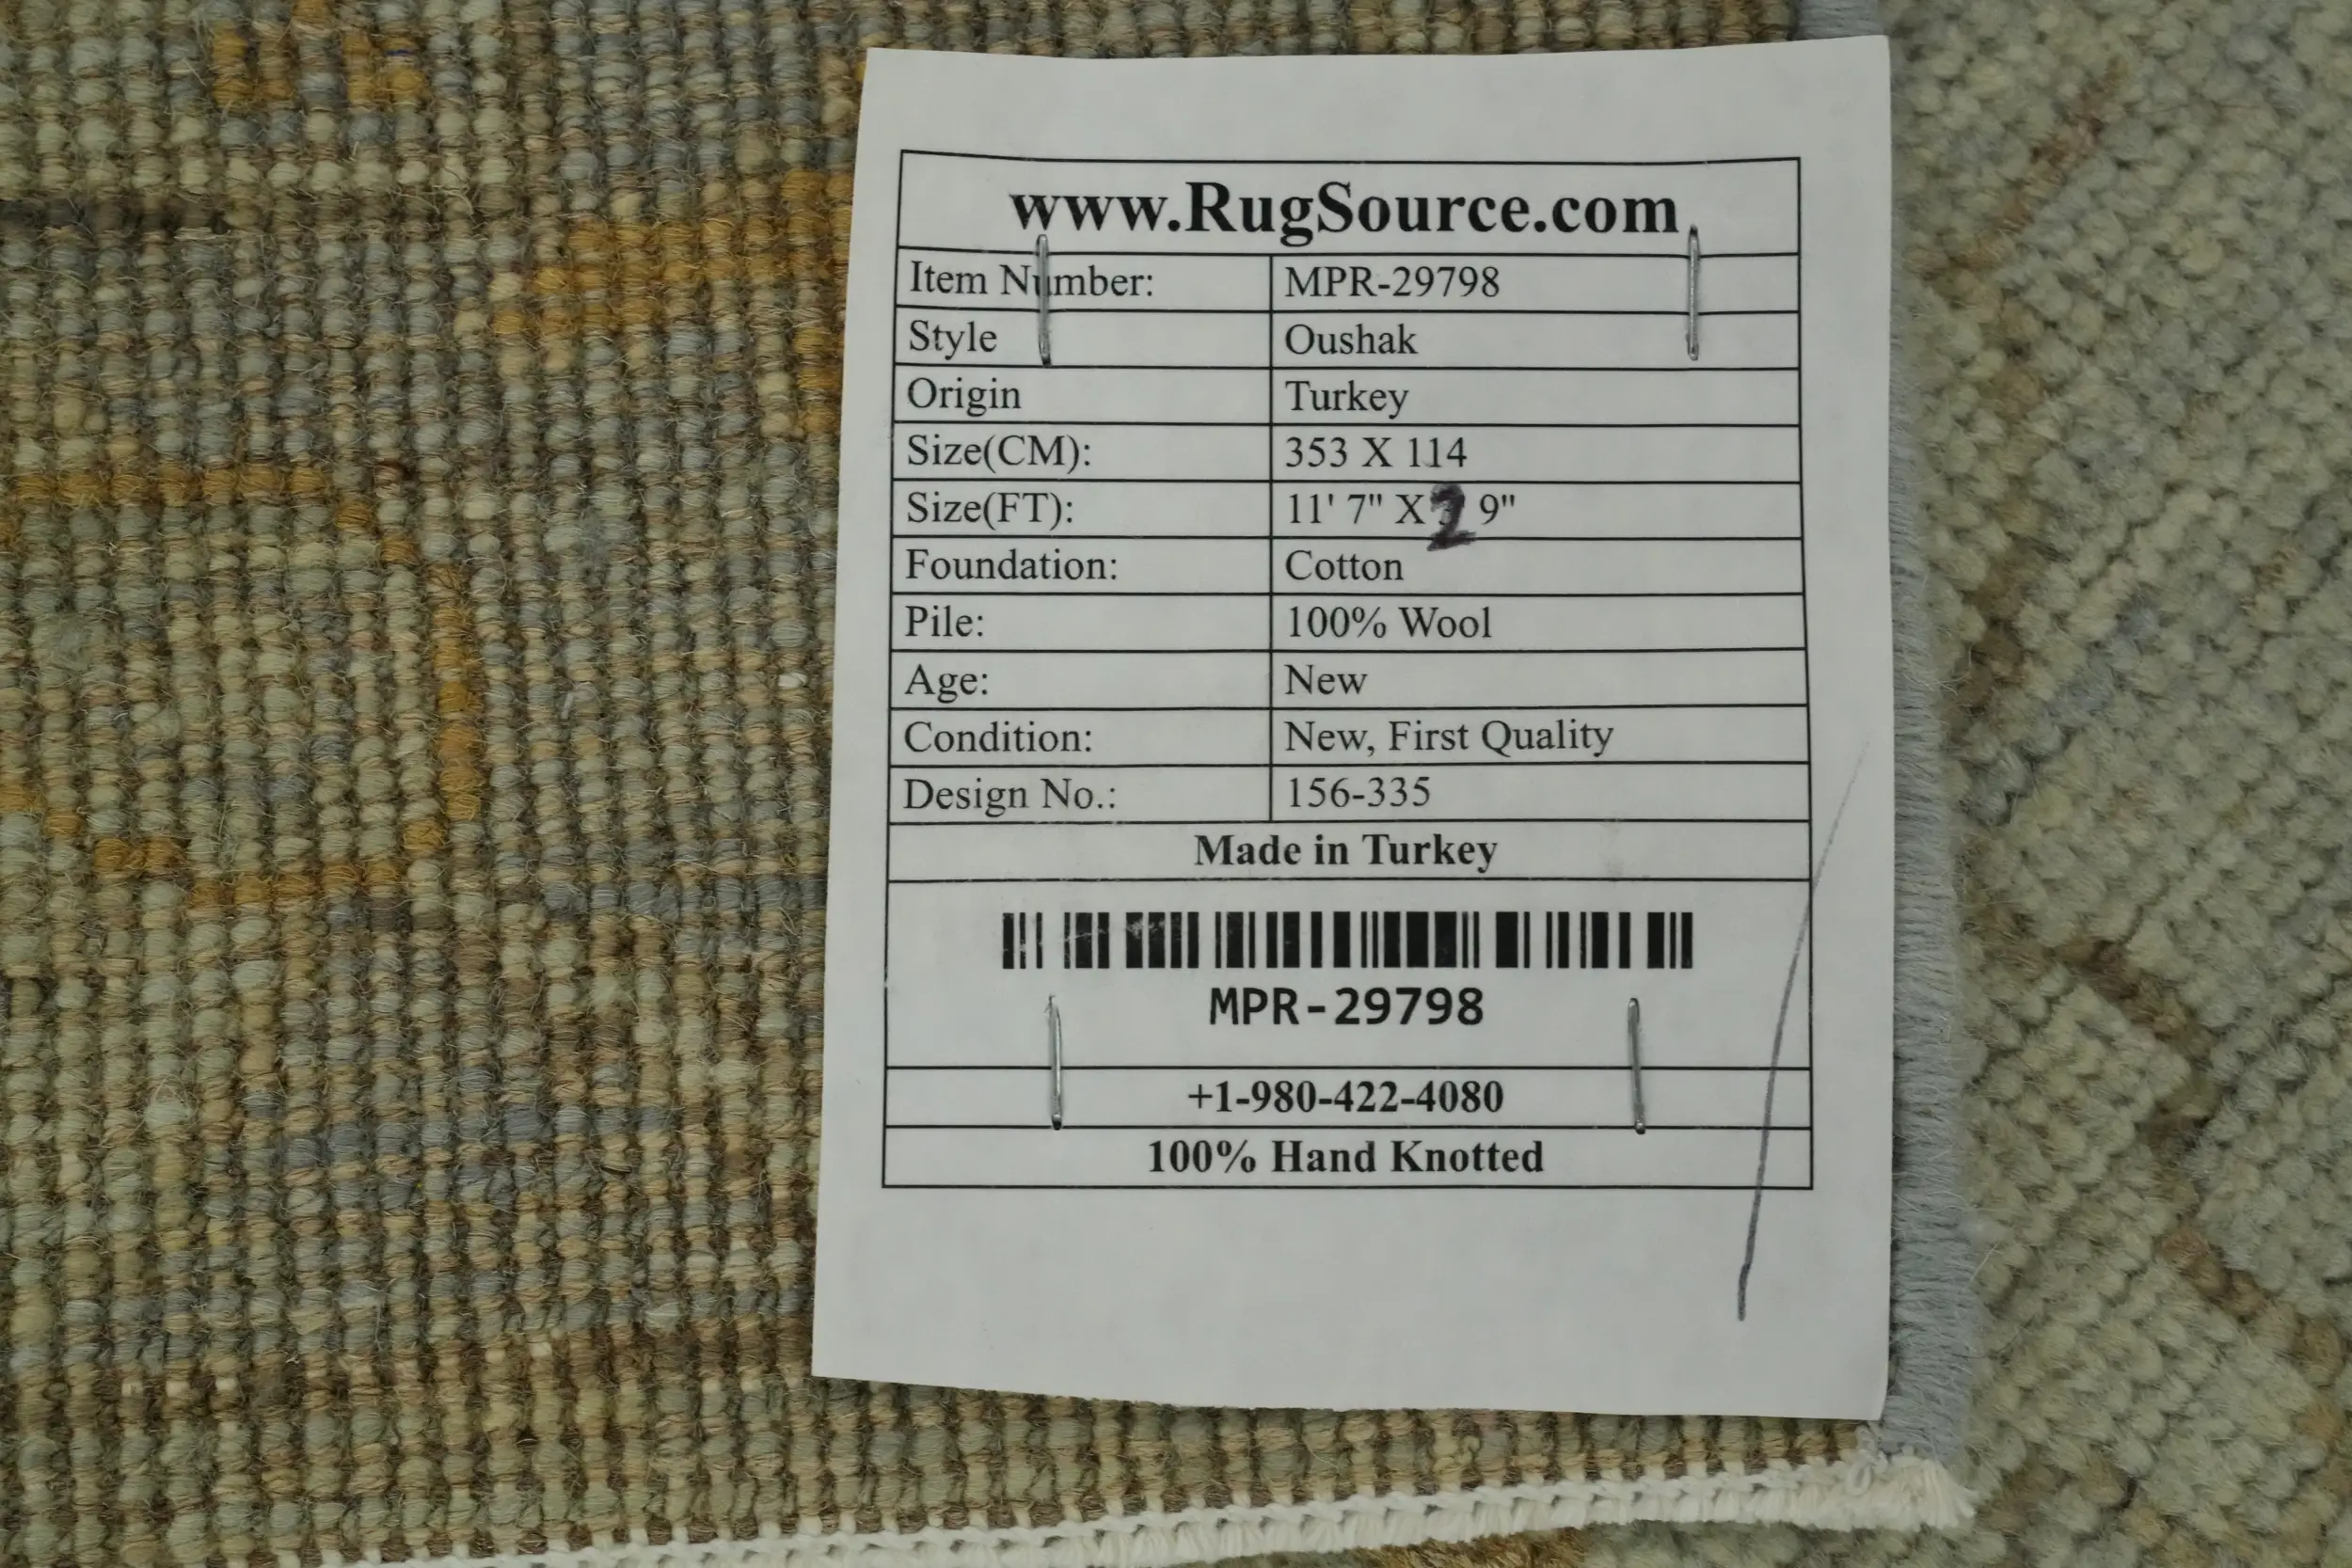 www.RugSource.com
Item Number: MPR-29798
Style Oushak
Origin Turkey
Size(CM): 353 X 114
Size(FT): 11' 7" X 2 9"
Foundation: Cotton
Pile: 100% Wool
Age: New
Condition: New, First Quality
Design No.: 156-335
Made in Turkey
MPR-29798
+1-980-422-4080
100% Hand Knotted